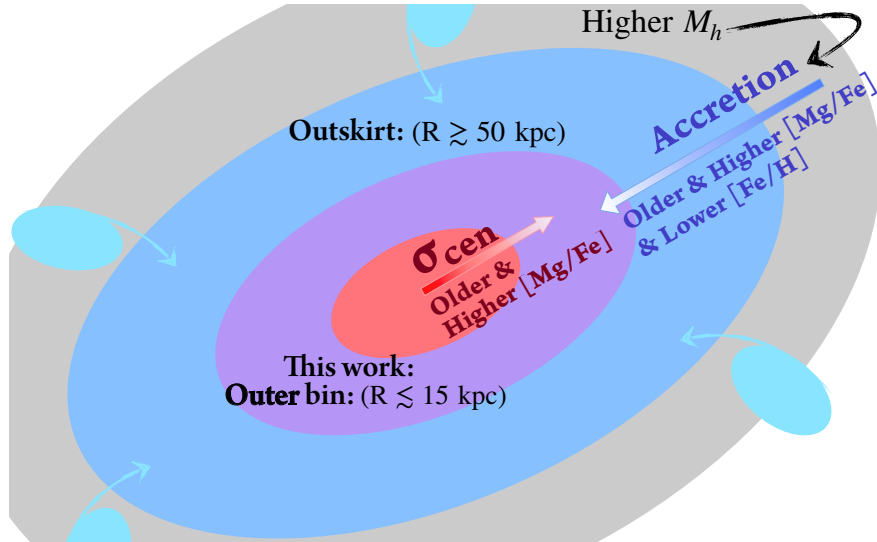 Higher M_h
Accretion
Older & Higher [Mg/Fe]
& Lower [Fe/H]
Outskirt: (R ≳ 50 kpc)
σcen
Older &
Higher [Mg/Fe]
This work:
Outer bin: (R ≲ 15 kpc)